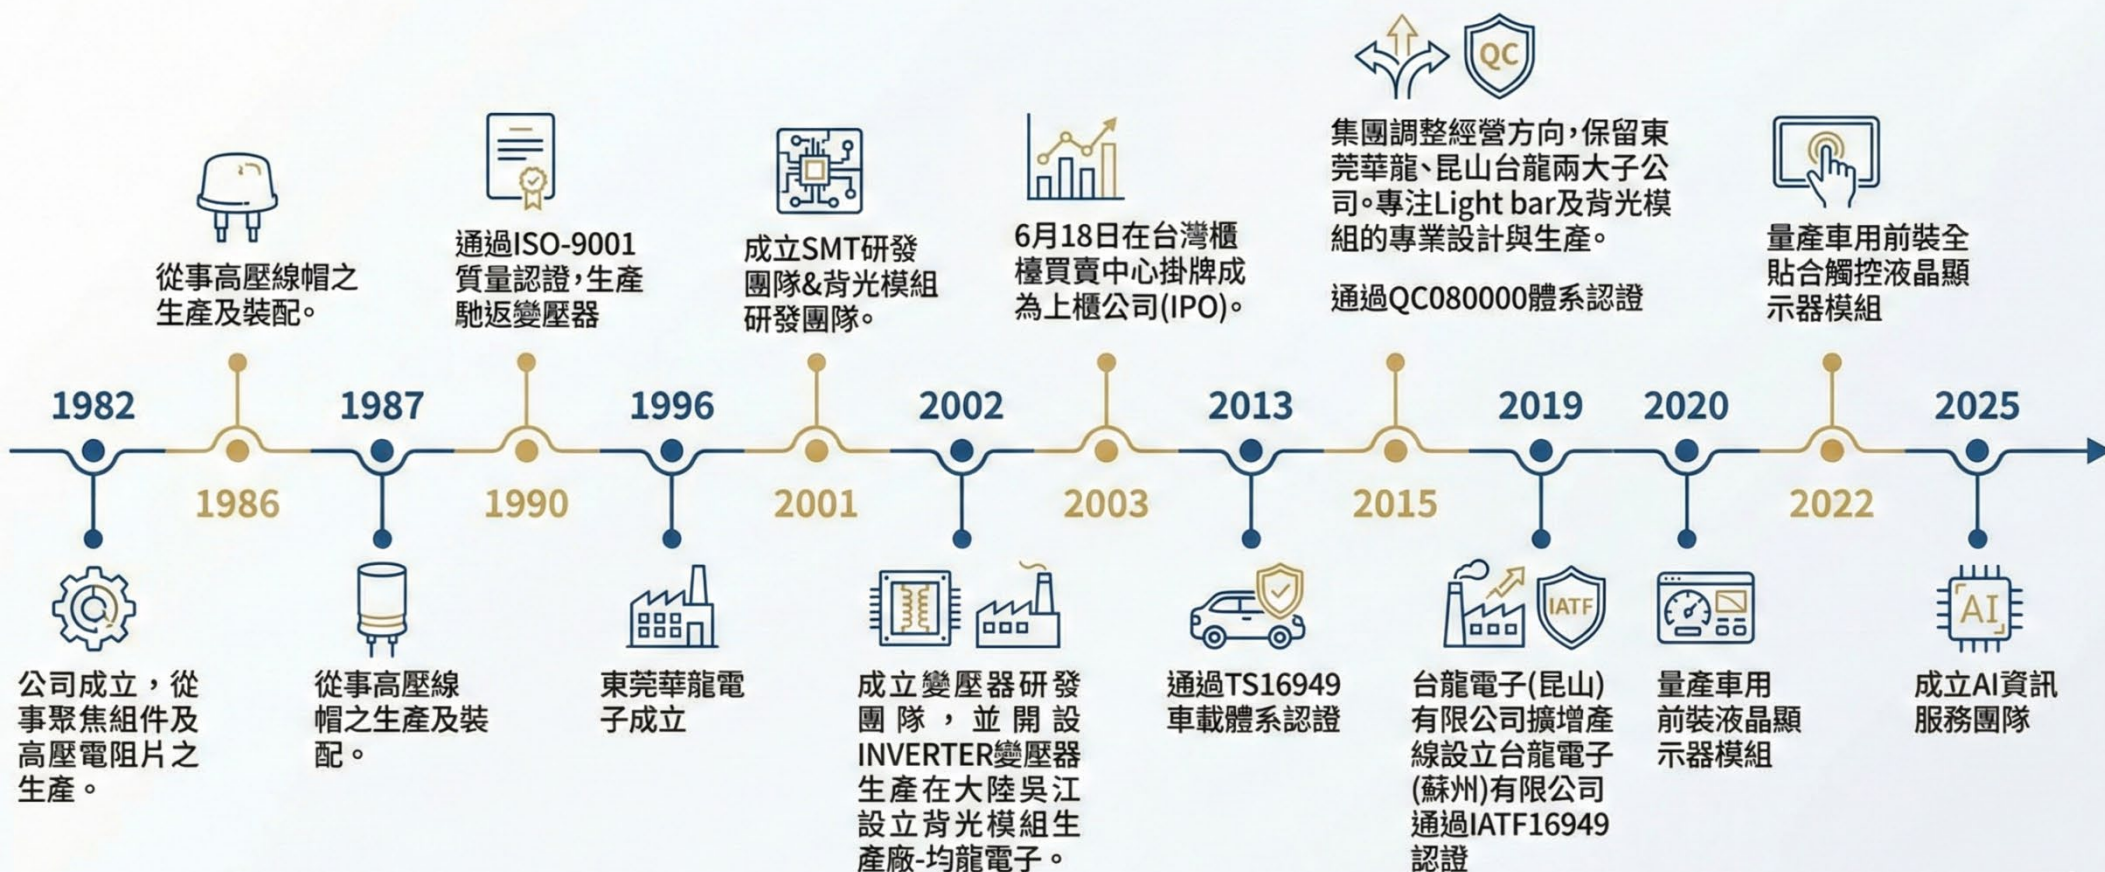 QC
集團調整經營方向,保留東
莞華龍、昆山台龍兩大子公
司。專注Light bar及背光模
組的專業設計與生產。
通過QC080000體系認證
從事高壓線帽之
生產及裝配。
通過ISO-9001
質量認證,生產
馳返變壓器
成立SMT研發
團隊&背光模組
研發團隊。
6月18日在台灣櫃
檯買賣中心掛牌成
為上櫃公司(IPO)。
量產車用前裝全
貼合觸控液晶顯
示器模組
1982
1987
1996
2002
2013
2019
2020
2025
1986
1990
2001
2003
2015
2022
公司成立,從
事聚焦組件及
高壓電阻片之
生產。
從事高壓線
帽之生產及裝
配。
東莞華龍電
子成立
成立變壓器研發
團隊,並開設
INVERTER變壓器
生產在大陸吳江
設立背光模組生
產廠-均龍電子。
通過TS16949
車載體系認證
IATF
台龍電子(昆山)
有限公司擴增產
線設立台龍電子
(蘇州)有限公司
通過IATF16949
認證
量產車用
前裝液晶顯
示器模組
AI
成立AI資訊
服務團隊